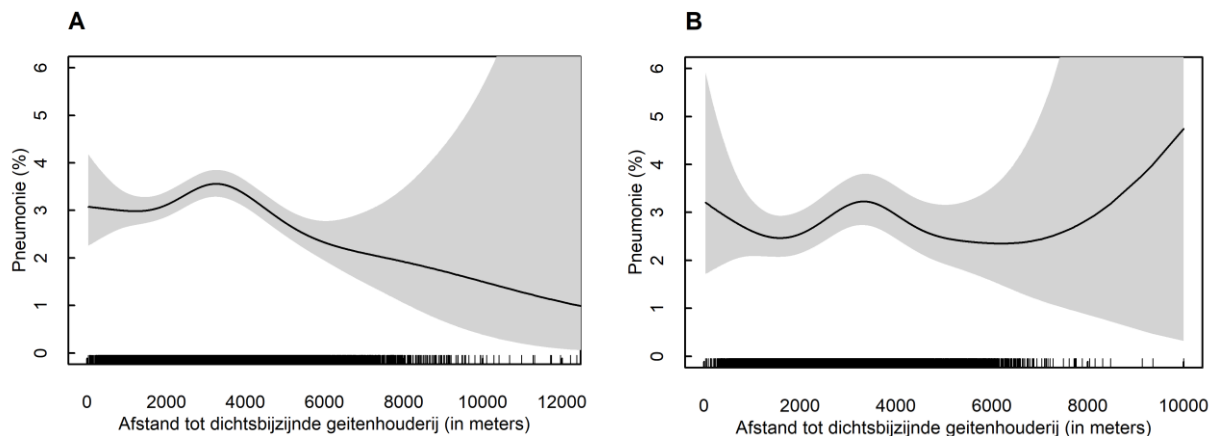 A
Pneumonie (%)
6
5
4
3
2
1
0
0 2000 4000 6000 8000 10000 12000
Afstand tot dichtsbijzijnde geitenhouderij (in meters)
B
Pneumonie (%)
6
5
4
3
2
1
0
0 2000 4000 6000 8000 10000
Afstand tot dichtsbijzijnde geitenhouderij (in meters)